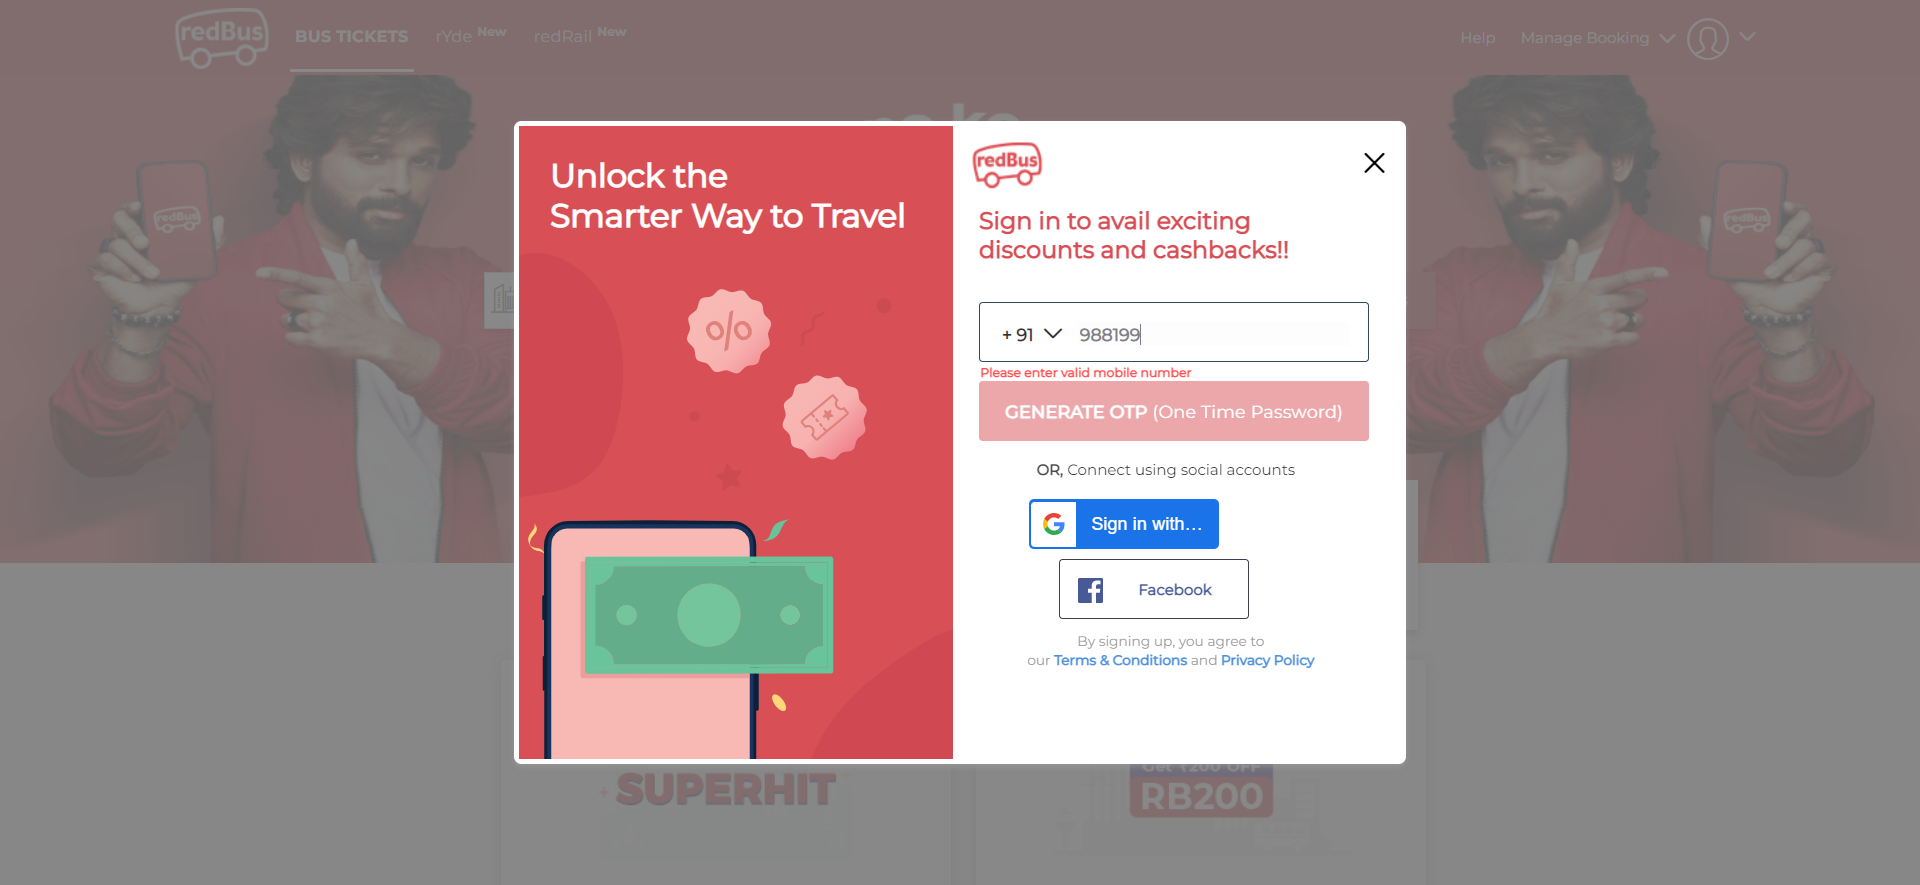 redBus
BUS TICKETS
rYde New
redRail New
Help
Manage Booking
redBus
redBus
Unlock the
Smarter Way to Travel
%
redBus
Sign in to avail exciting
discounts and cashbacks!!
+ 91
988199
Please enter valid mobile number
GENERATE OTP (One Time Password)
OR, Connect using social accounts
G
Sign in with...
f
Facebook
By signing up, you agree to
our Terms & Conditions and Privacy Policy
SUPERHIT
Get ₹200 OFF
RB200